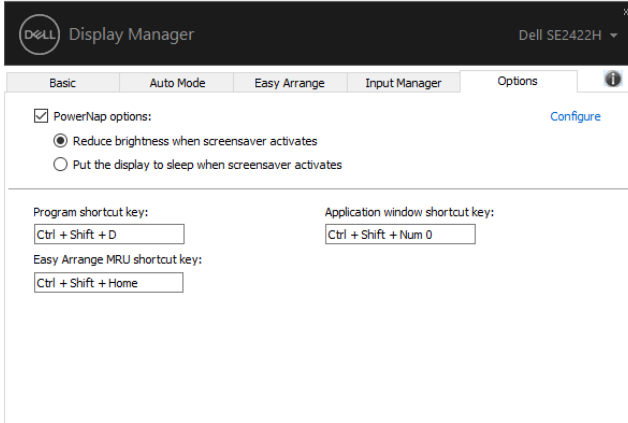 DELL Display Manager Dell SE2422H
Basic Auto Mode Easy Arrange Input Manager Options
PowerNap options: Configure
Reduce brightness when screensaver activates
Put the display to sleep when screensaver activates
Program shortcut key: Application window shortcut key:
Ctrl + Shift + D Ctrl + Shift + Num 0
Easy Arrange MRU shortcut key:
Ctrl + Shift + Home